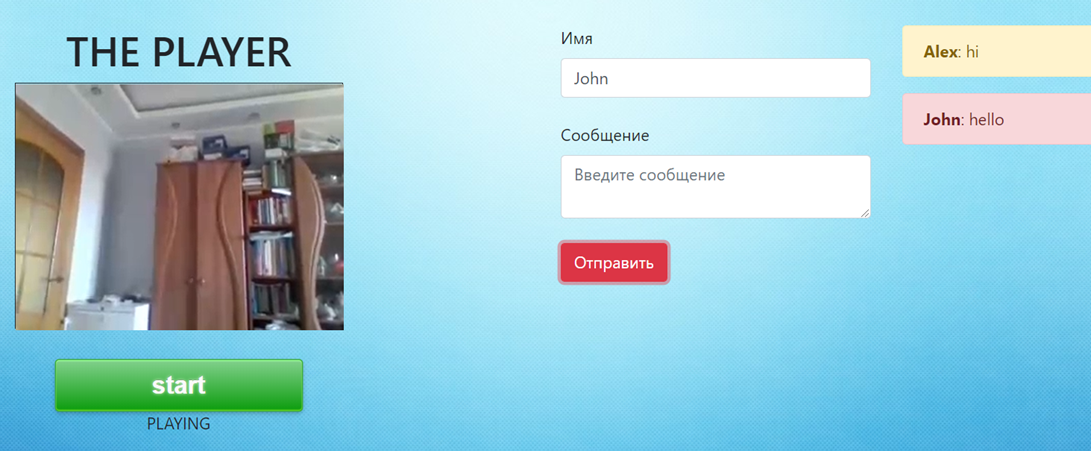 THE PLAYER
start
PLAYING
Имя
John
Сообщение
Введите сообщение
Отправить
Alex: hi
John: hello